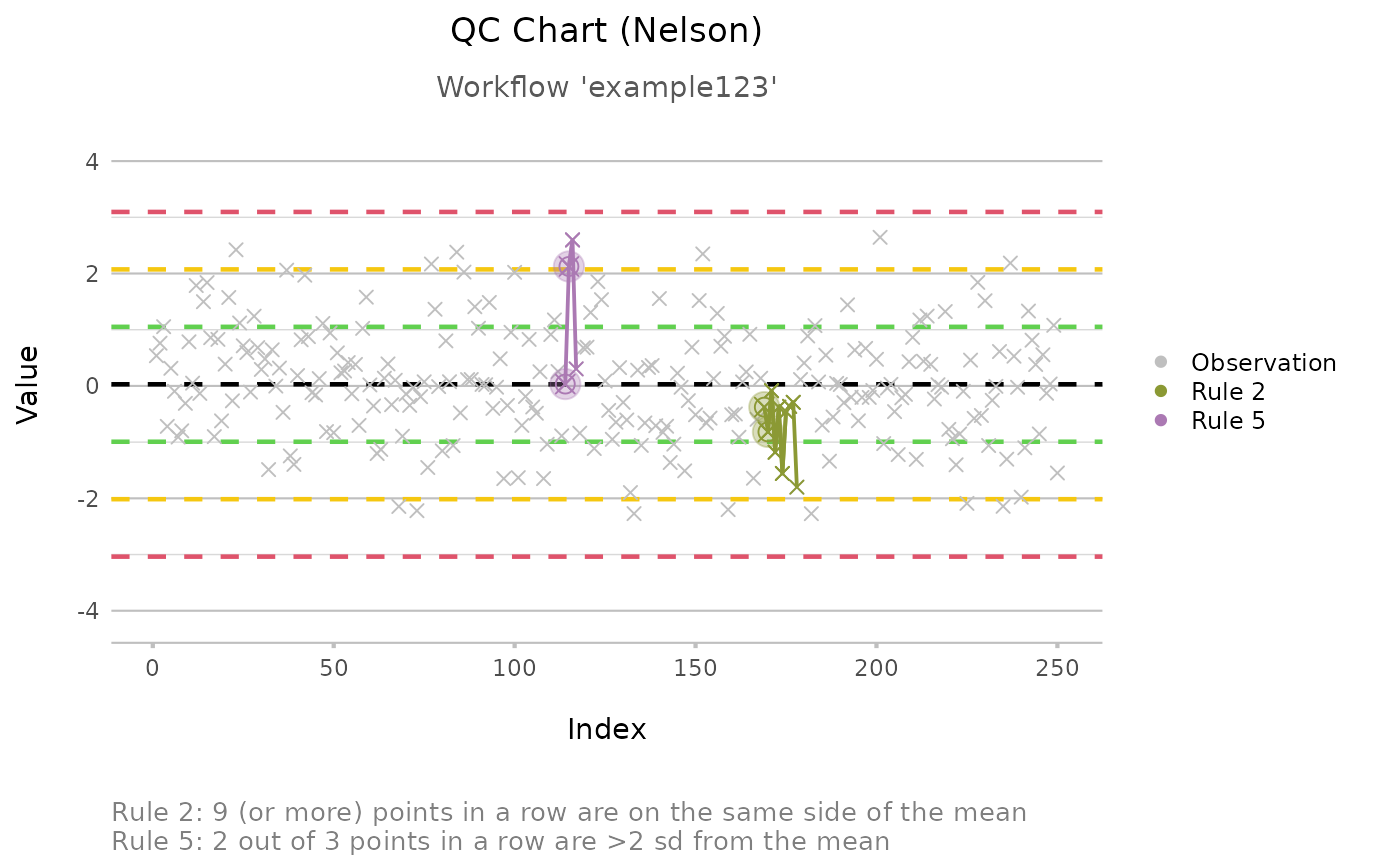 QC Chart (Nelson)
Workflow 'example123'
4
2
0
-2
-4
Value
0 50 100 150 200 250
Index
Observation
Rule 2
Rule 5
Rule 2: 9 (or more) points in a row are on the same side of the mean
Rule 5: 2 out of 3 points in a row are >2 sd from the mean